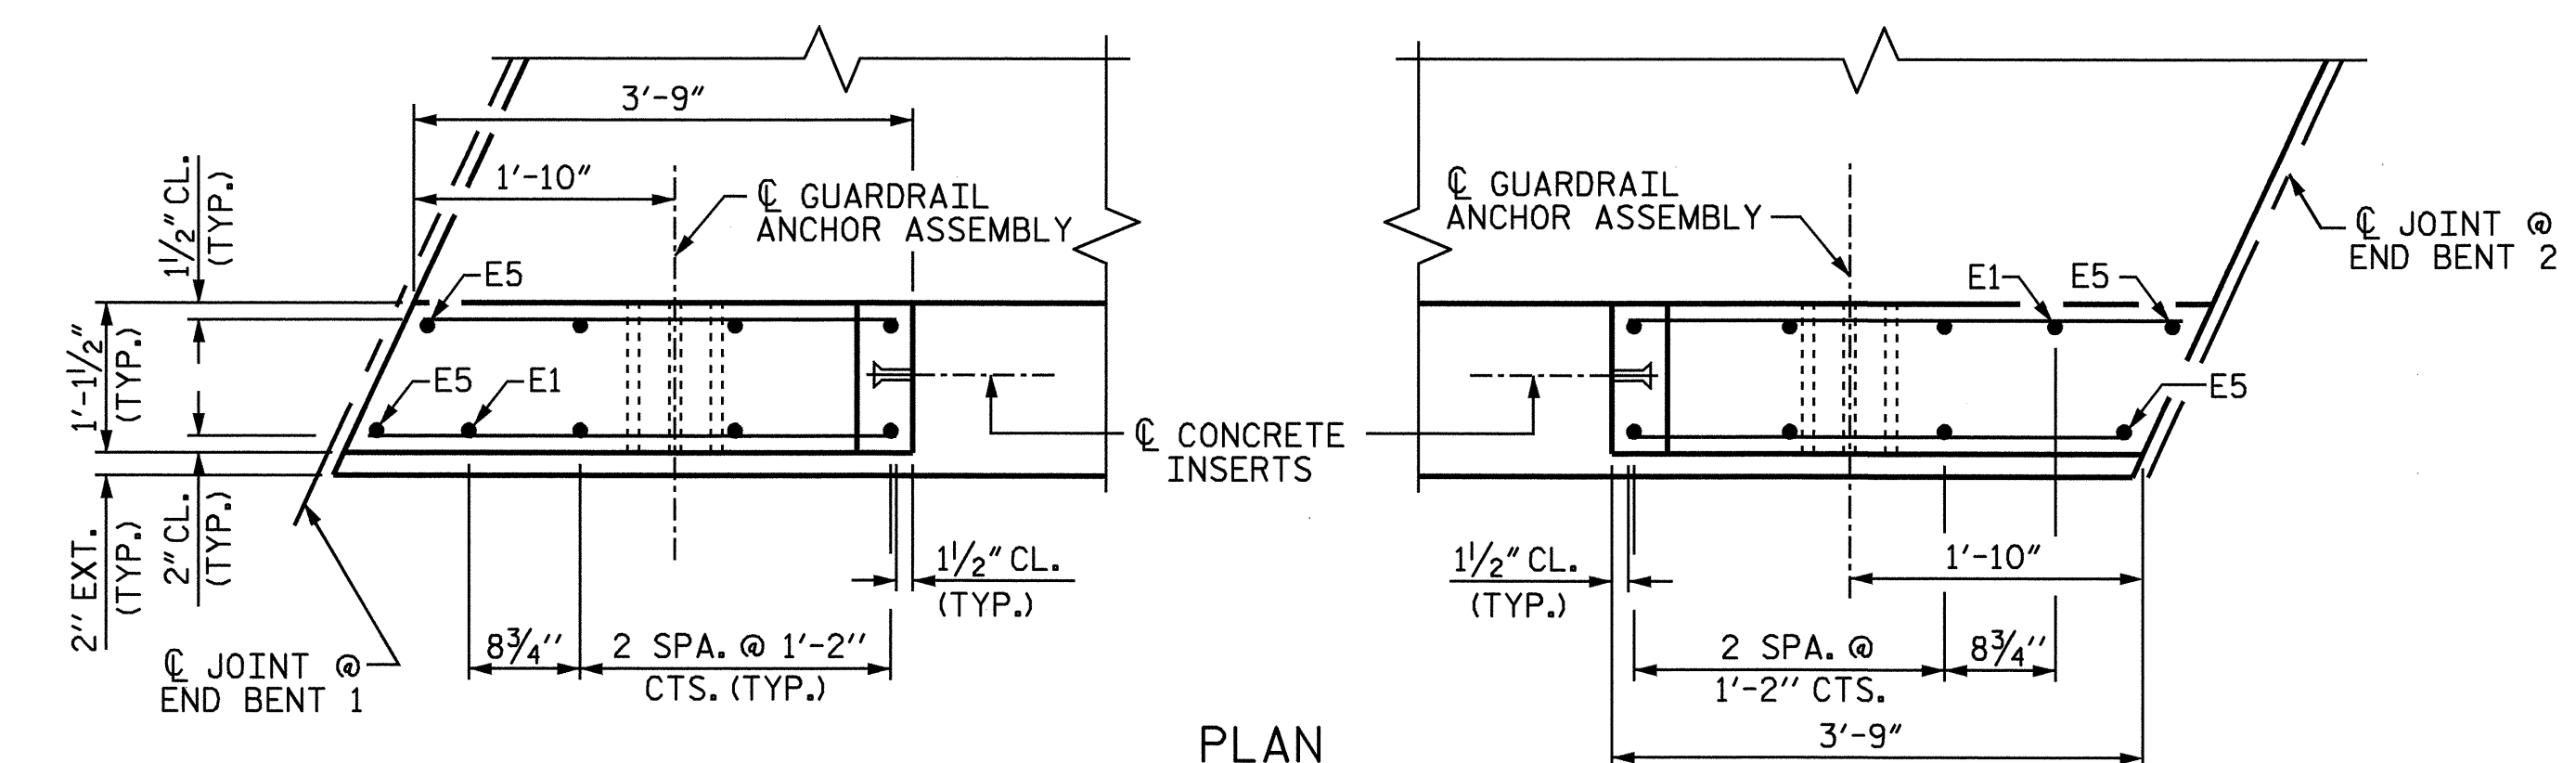 3'-9"
1'-10"
℄ GUARDRAIL
ANCHOR ASSEMBLY
1½" CL.
(TYP.)
E5
E5
E1
1'-1½"
(TYP.)
2" EXT.
(TYP.)
2" CL.
(TYP.)
℄ JOINT @
END BENT 1
8¾"
2 SPA. @ 1'-2"
CTS. (TYP.)
1½" CL.
(TYP.)
℄ CONCRETE
INSERTS
℄ GUARDRAIL
ANCHOR ASSEMBLY
E1
E5
℄ JOINT @
END BENT 2
E5
1½" CL.
(TYP.)
1'-10"
2 SPA. @
1'-2" CTS.
8¾"
3'-9"
PLAN